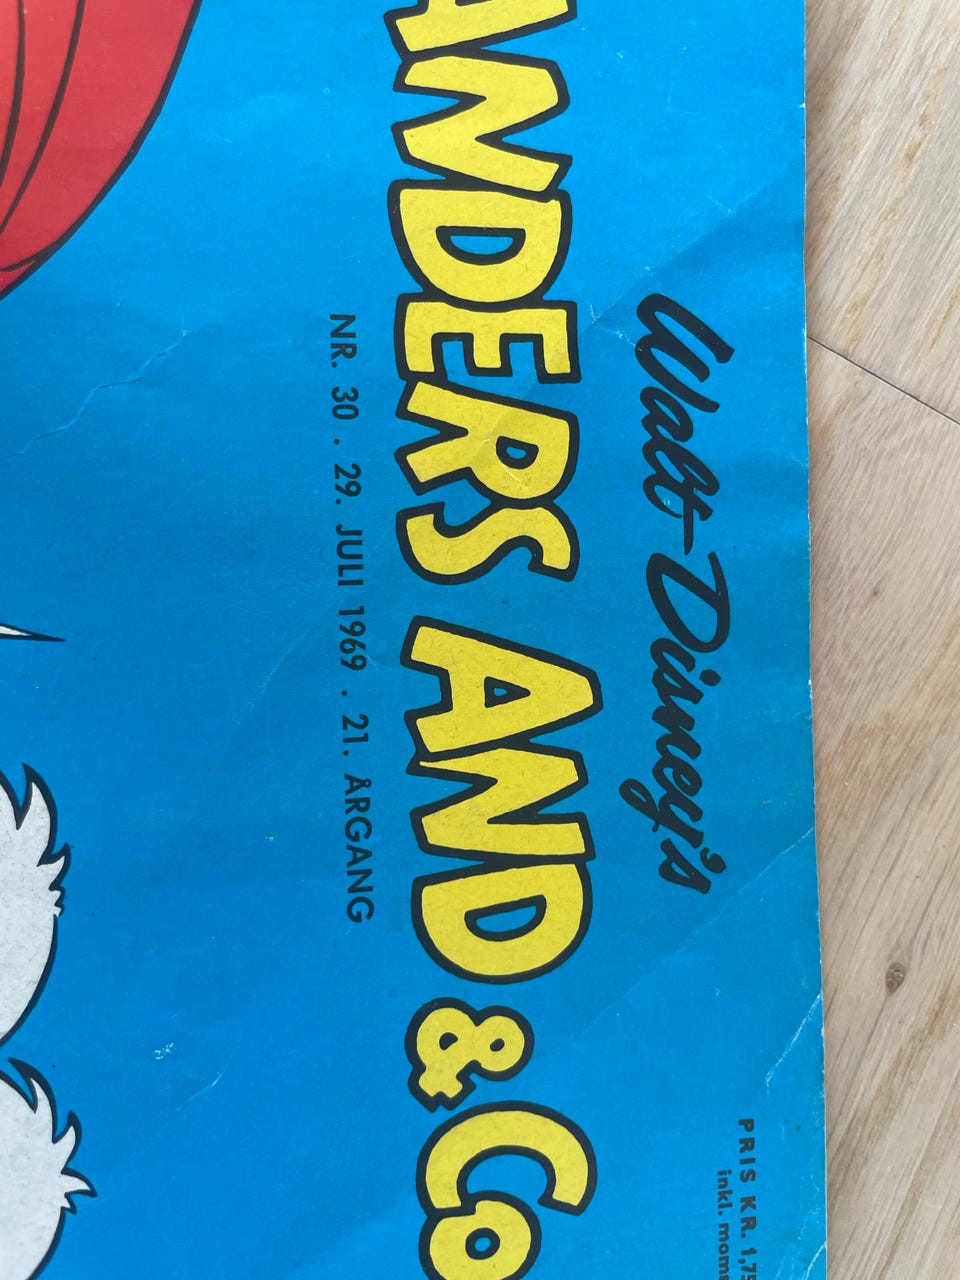 Walt Disney's
PRIS KR. 1,75
inkl. moms
ANDERS AND & Co
NR. 30 . 29. JULI 1969 . 21. ÅRGANG